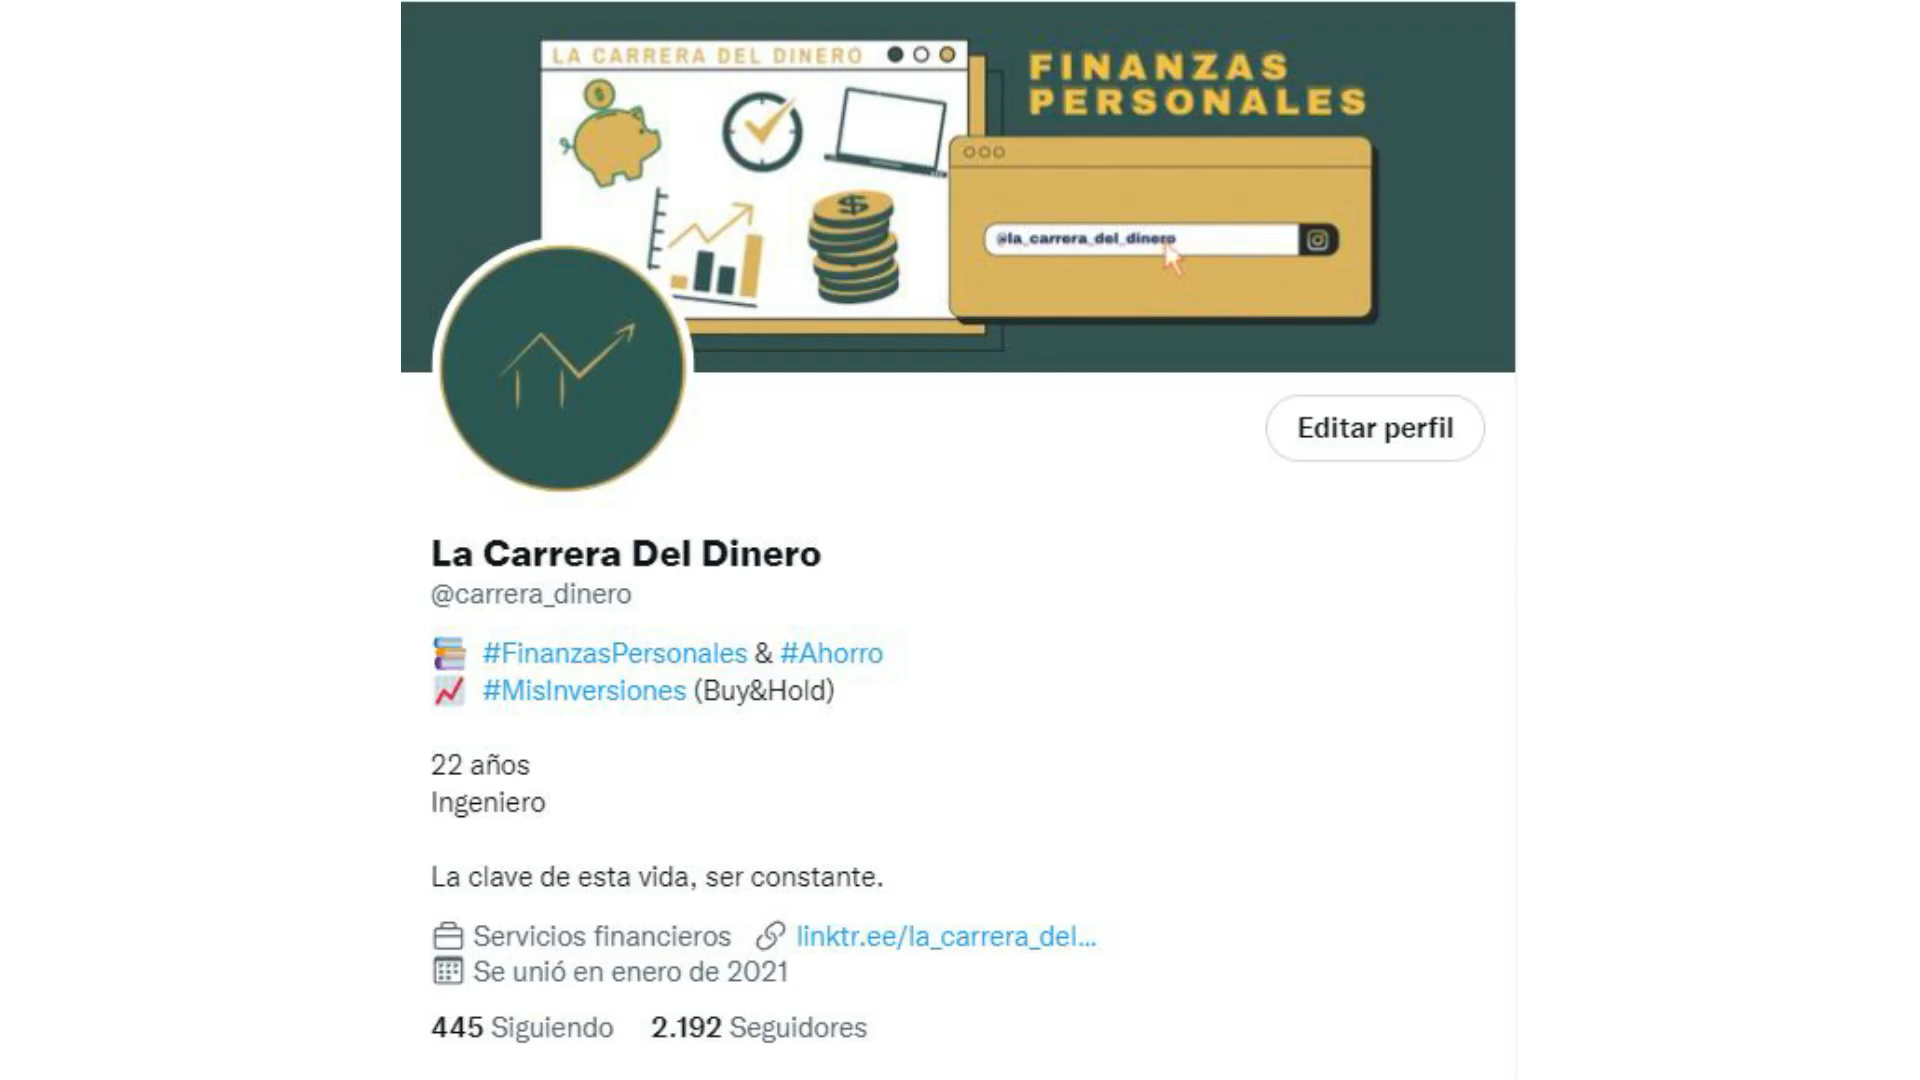 LA CARRERA DEL DINERO
FINANZAS
PERSONALES
$
$
@la_carrera_del_dinero
Editar perfil
La Carrera Del Dinero
@carrera_dinero
#FinanzasPersonales & #Ahorro
#MisInversiones (Buy&Hold)
22 años
Ingeniero
La clave de esta vida, ser constante.
Servicios financieros linktr.ee/la_carrera_del...
Se unió en enero de 2021
445 Siguiendo 2.192 Seguidores